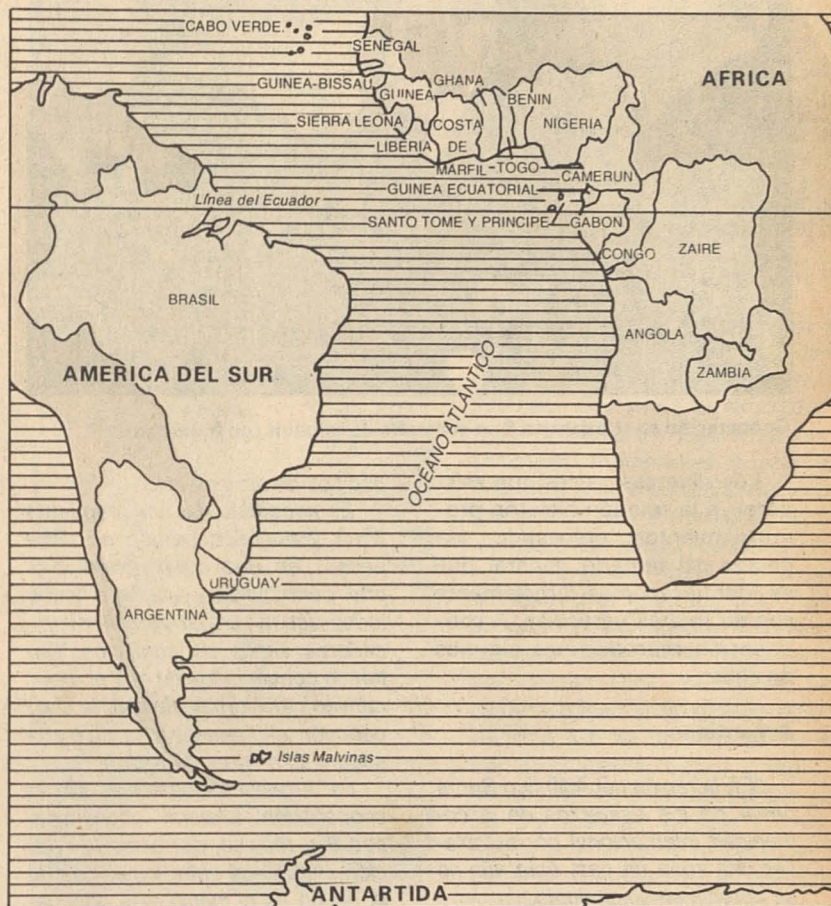 CABO VERDE
SENEGAL
GUINEA-BISSAU
GUINEA
GHANA
BENIN
AFRICA
SIERRA LEONA
COSTA
NIGERIA
LIBERIA
DE
MARFIL
TOGO
CAMERUN
GUINEA ECUATORIAL
Línea del Ecuador
SANTO TOME Y PRINCIPE
GABON
CONGO
ZAIRE
BRASIL
ANGOLA
OCEANO ATLANTICO
AMERICA DEL SUR
ZAMBIA
URUGUAY
ARGENTINA
Islas Malvinas
ANTARTIDA